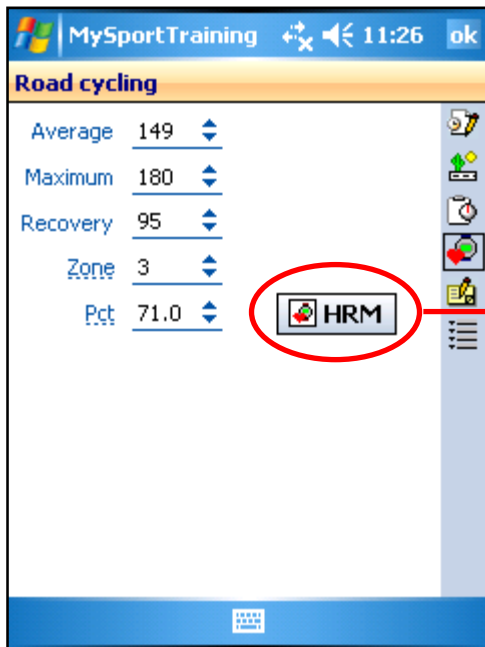 MySportTraining 11:26 ok
Road cycling
Average 149
Maximum 180
Recovery 95
Zone 3
Pct 71.0
HRM